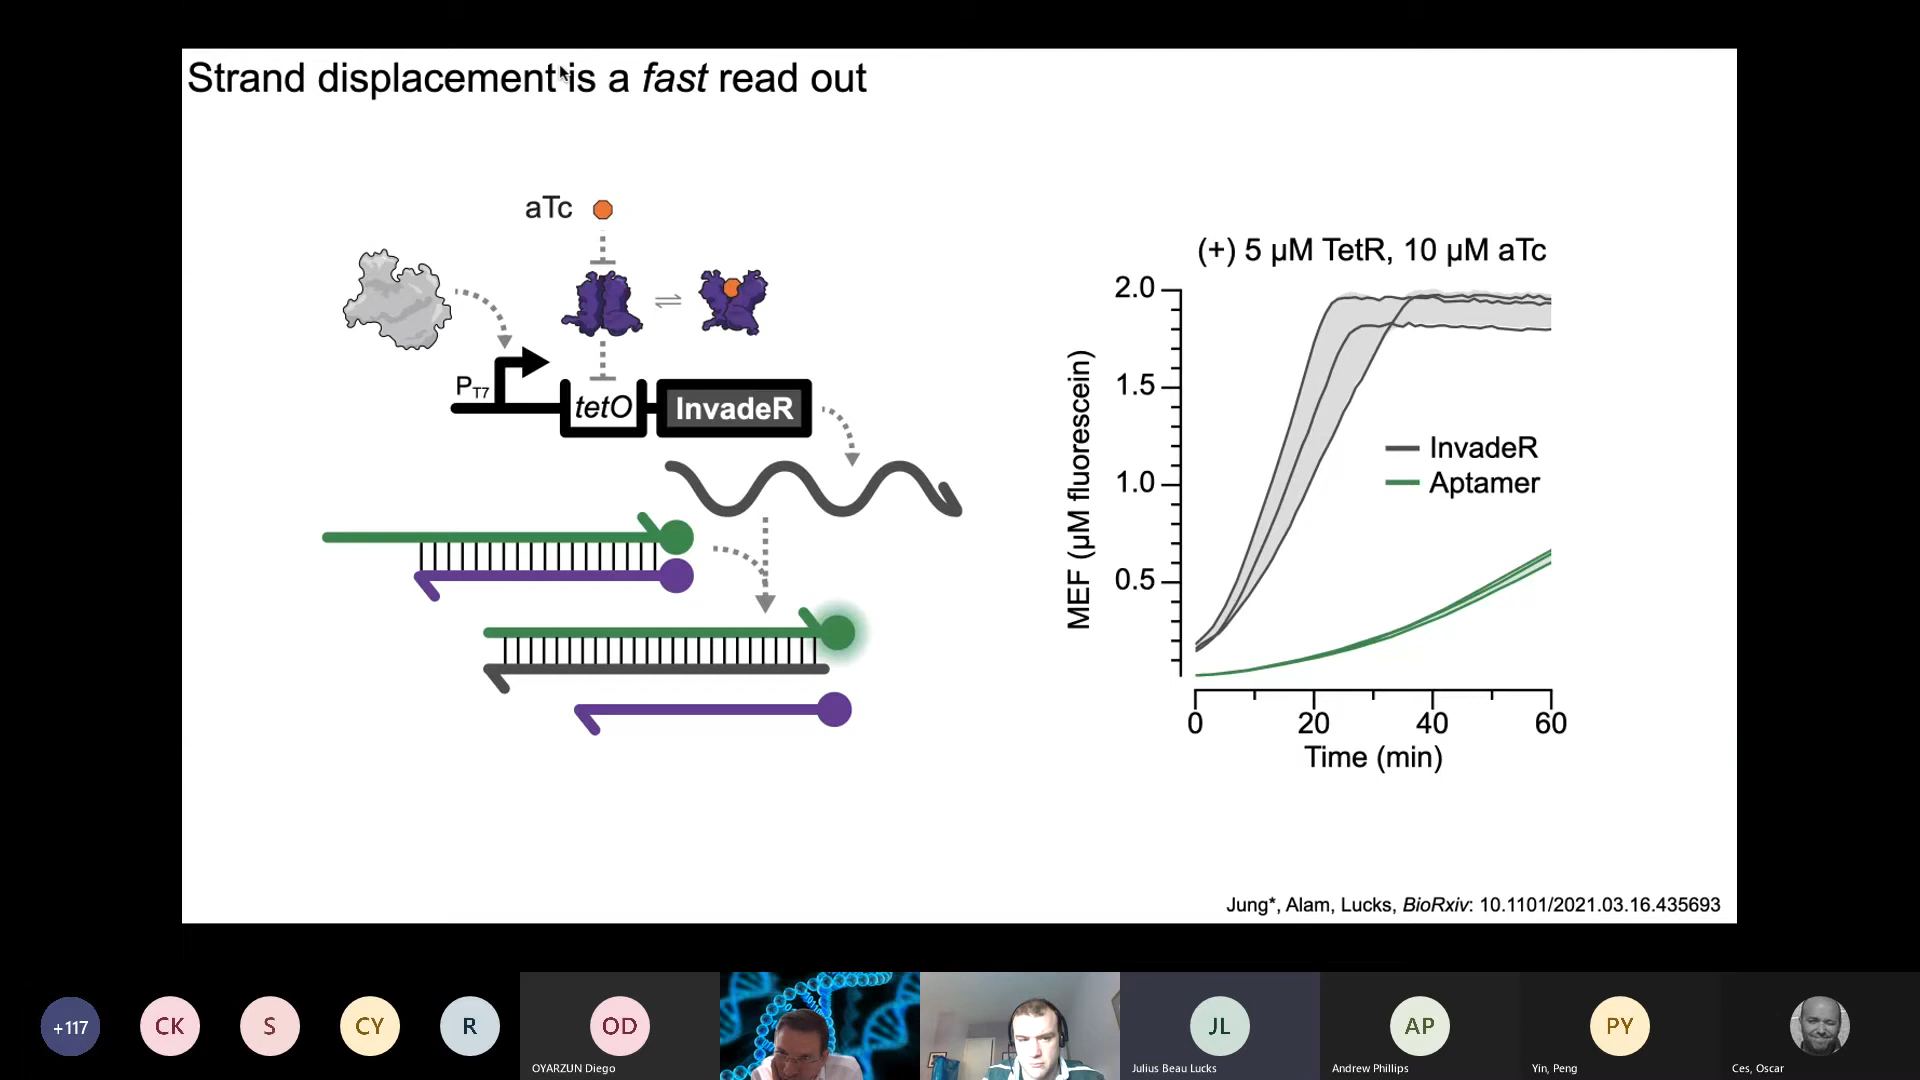 Strand displacement is a fast read out
aTc
P_T7
tetO
InvadeR
(+) 5 µM TetR, 10 µM aTc
2.0
1.5
1.0
0.5
MEF (µM fluorescein)
InvadeR
Aptamer
0 20 40 60
Time (min)
Jung*, Alam, Lucks, BioRxiv: 10.1101/2021.03.16.435693
+117
CK
S
CY
R
OD
JL
AP
PY
OYARZUN Diego
Julius Beau Lucks
Andrew Phillips
Yin, Peng
Ces, Oscar